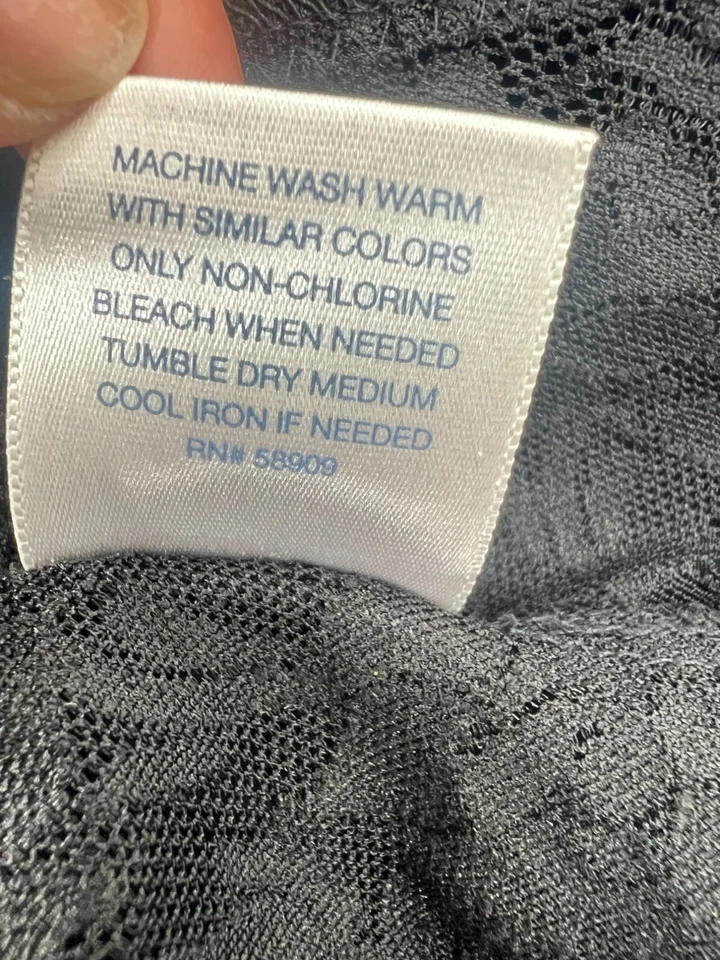 MACHINE WASH WARM
WITH SIMILAR COLORS
ONLY NON-CHLORINE
BLEACH WHEN NEEDED
TUMBLE DRY MEDIUM
COOL IRON IF NEEDED
RN# 58909